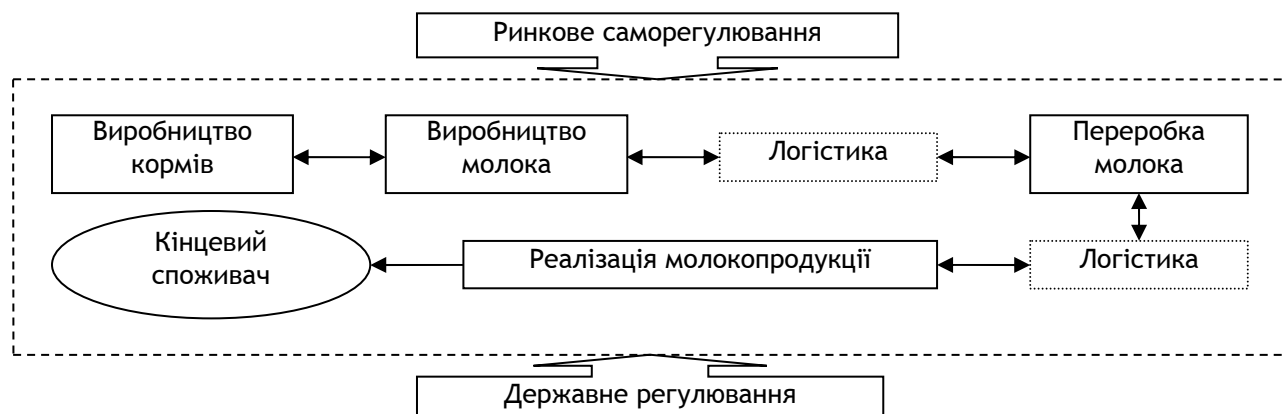 Ринкове саморегулювання
Виробництво
кормів
Виробництво
молока
Логістика
Переробка
молока
Кінцевий
споживач
Реалізація молокопродукції
Логістика
Державне регулювання